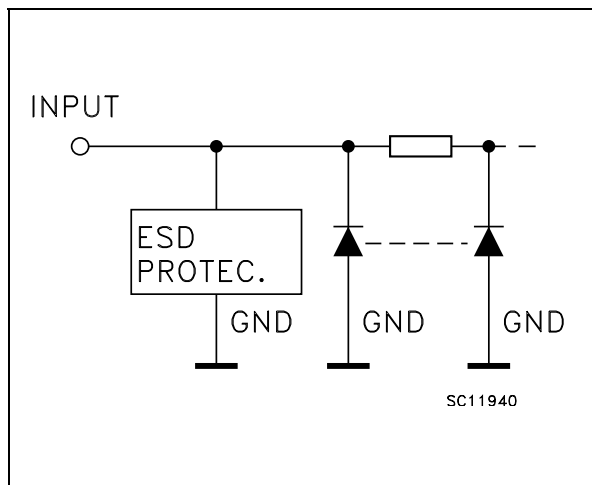 INPUT
ESD
PROTEC.
GND
GND
GND
SC11940